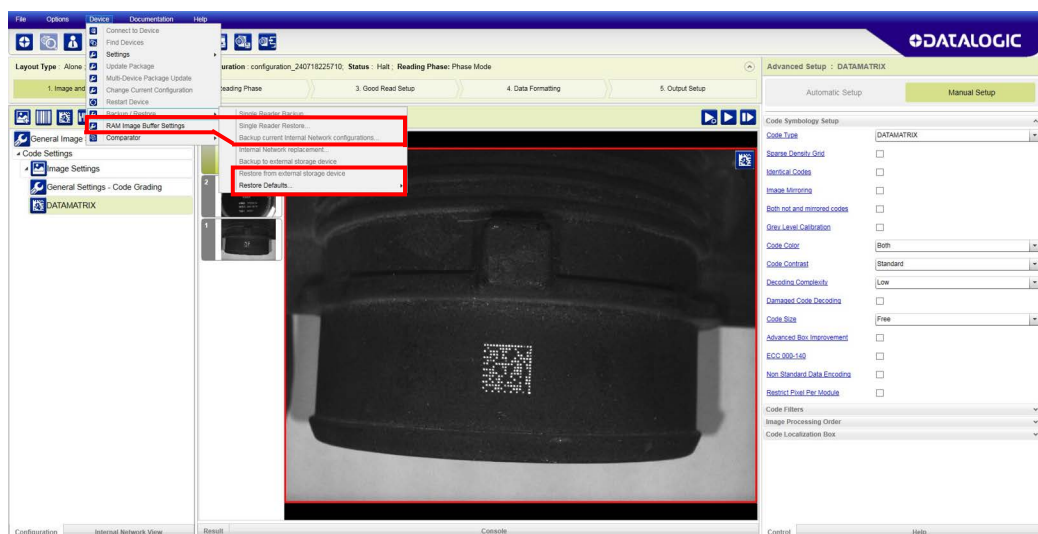 File Options Device Documentation Help
Connect to Device
Find Devices
Settings
Update Package
Multi-Device Package Update
Change Current Configuration
Restart Device
Backup / Restore
RAM Image Buffer Settings
Comparator
Single Reader Backup
Single Reader Restore...
Backup current Internal Network configurations...
Internal Network replacement...
Backup to external storage device
Restore from external storage device
Restore Defaults...
DATALOGIC
Layout Type : Alone
uration : configuration_240718225710; Status : Halt ; Reading Phase: Phase Mode
1. Image and
eading Phase
3. Good Read Setup
4. Data Formatting
5. Output Setup
General Image
Code Settings
Image Settings
General Settings - Code Grading
DATAMATRIX
2
1
Advanced Setup : DATAMATRIX
Automatic Setup Manual Setup
Code Symbology Setup
Code Type DATAMATRIX
Sparse Density Grid
Identical Codes
Image Mirroring
Both not and mirrored codes
Grey Level Calibration
Code Color Both
Code Contrast Standard
Decoding Complexity Low
Damaged Code Decoding
Code Size Free
Advanced Box Improvement
ECC 000-140
Non Standard Data Encoding
Restrict Pixel Per Module
Code Filters
Image Processing Order
Code Localization Box
Configuration Internal Network View Result Console Control Help